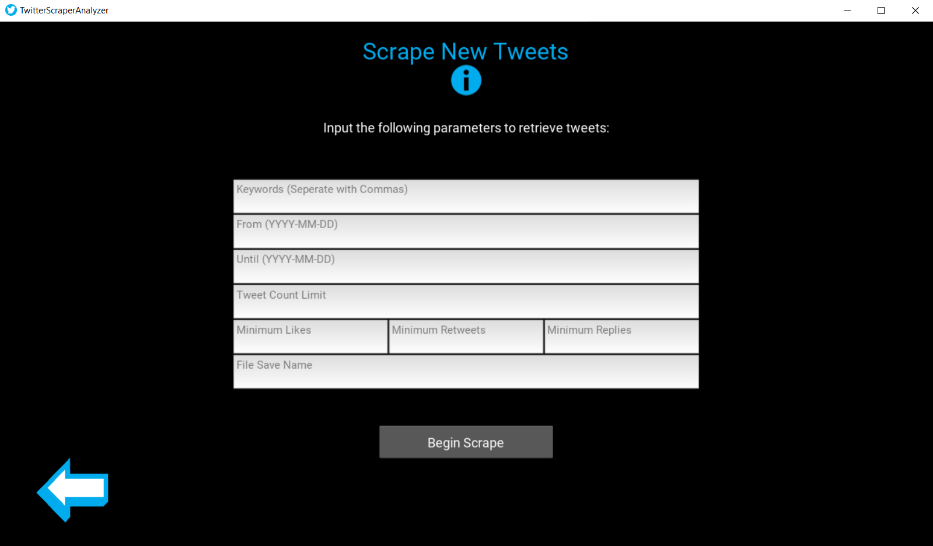 TwitterScraperAnalyzer
Scrape New Tweets
i
Input the following parameters to retrieve tweets:
Keywords (Seperate with Commas)
From (YYYY-MM-DD)
Until (YYYY-MM-DD)
Tweet Count Limit
Minimum Likes Minimum Retweets Minimum Replies
File Save Name
Begin Scrape